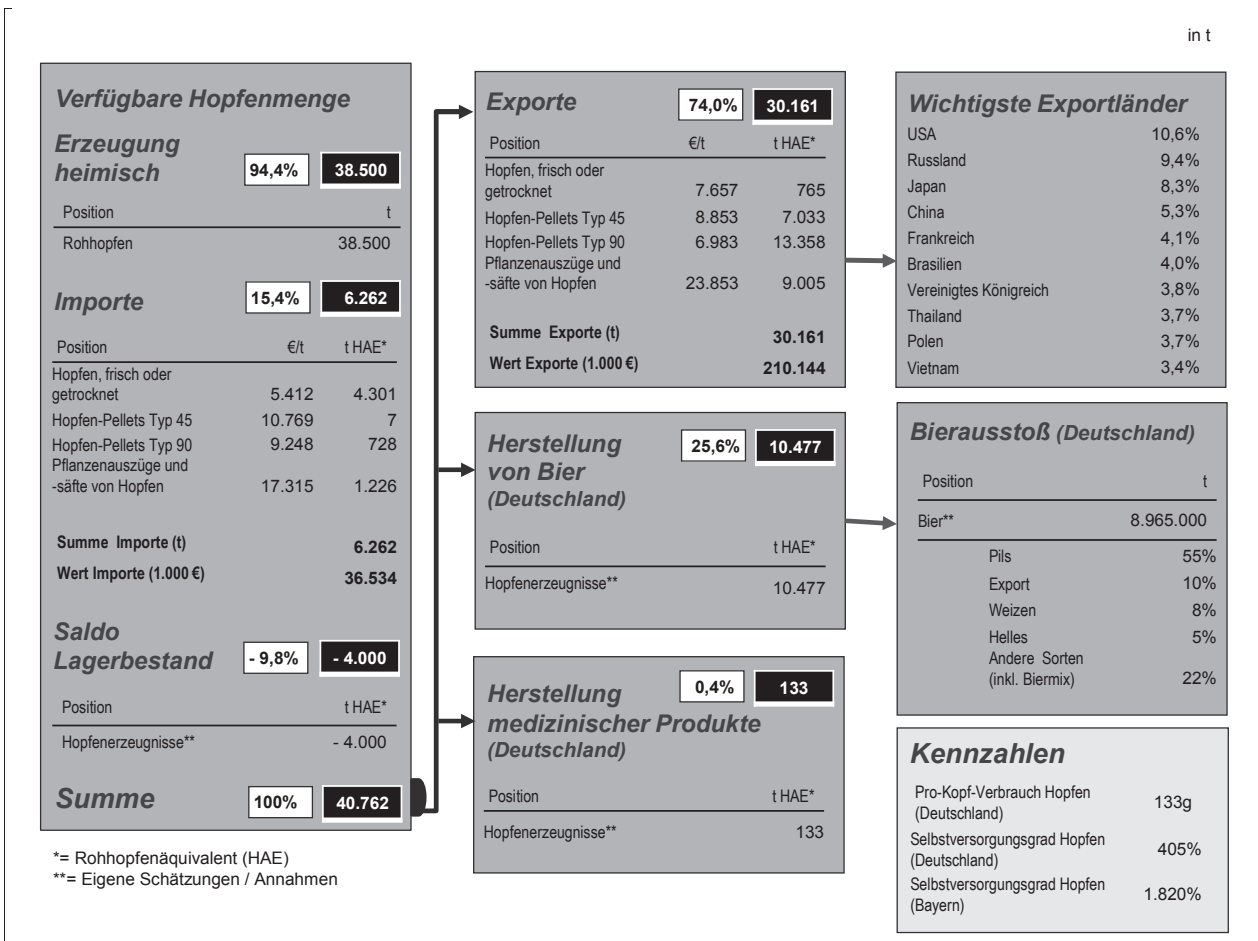 in t
Verfügbare Hopfenmenge
Erzeugung
heimisch
94,4% 38.500
Position t
Rohhopfen 38.500
Importe 15,4% 6.262
Position €/t t HAE*
Hopfen, frisch oder
getrocknet 5.412 4.301
Hopfen-Pellets Typ 45 10.769 7
Hopfen-Pellets Typ 90 9.248 728
Pflanzenauszüge und
-säfte von Hopfen 17.315 1.226
Summe Importe (t) 6.262
Wert Importe (1.000 €) 36.534
Saldo
Lagerbestand - 9,8% - 4.000
Position t HAE*
Hopfenerzeugnisse** - 4.000
Summe 100% 40.762
*= Rohhopfenäquivalent (HAE)
**= Eigene Schätzungen / Annahmen
Exporte 74,0% 30.161
Position €/t t HAE*
Hopfen, frisch oder
getrocknet 7.657 765
Hopfen-Pellets Typ 45 8.853 7.033
Hopfen-Pellets Typ 90 6.983 13.358
Pflanzenauszüge und
-säfte von Hopfen 23.853 9.005
Summe Exporte (t) 30.161
Wert Exporte (1.000 €) 210.144
Herstellung 25,6% 10.477
von Bier
(Deutschland)
Position t HAE*
Hopfenerzeugnisse** 10.477
Herstellung 0,4% 133
medizinischer Produkte
(Deutschland)
Position t HAE*
Hopfenerzeugnisse** 133
Wichtigste Exportländer
USA 10,6%
Russland 9,4%
Japan 8,3%
China 5,3%
Frankreich 4,1%
Brasilien 4,0%
Vereinigtes Königreich 3,8%
Thailand 3,7%
Polen 3,7%
Vietnam 3,4%
Bierausstoß (Deutschland)
Position t
Bier** 8.965.000
Pils 55%
Export 10%
Weizen 8%
Helles 5%
Andere Sorten
(inkl. Biermix) 22%
Kennzahlen
Pro-Kopf-Verbrauch Hopfen
(Deutschland) 133g
Selbstversorgungsgrad Hopfen
(Deutschland) 405%
Selbstversorgungsgrad Hopfen
(Bayern) 1.820%